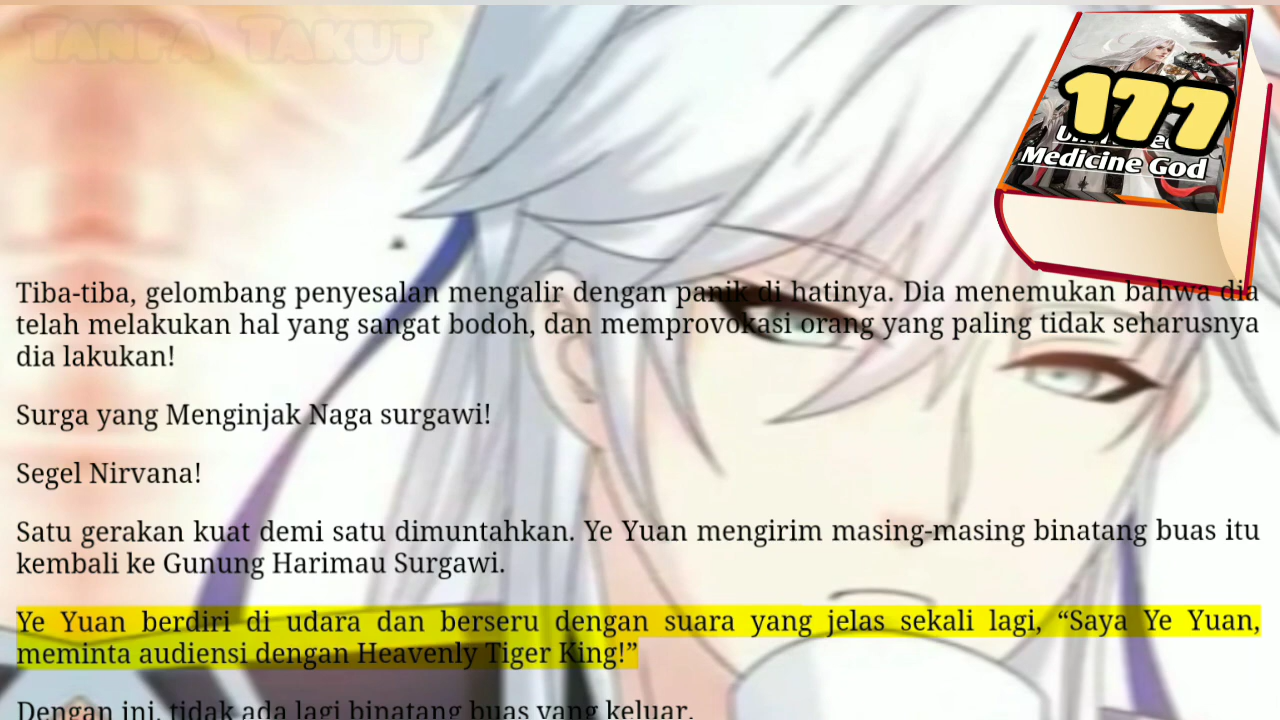 TANPA TAKUT
177
Medicine God
Tiba-tiba, gelombang penyesalan mengalir dengan panik di hatinya. Dia menemukan bahwa dia
telah melakukan hal yang sangat bodoh, dan memprovokasi orang yang paling tidak seharusnya
dia lakukan!
Surga yang Menginjak Naga surgawi!
Segel Nirvana!
Satu gerakan kuat demi satu dimuntahkan. Ye Yuan mengirim masing-masing binatang buas itu
kembali ke Gunung Harimau Surgawi.
Ye Yuan berdiri di udara dan berseru dengan suara yang jelas sekali lagi, “Saya Ye Yuan,
meminta audiensi dengan Heavenly Tiger King!”
Dengan ini, tidak ada lagi binatang buas yang keluar.